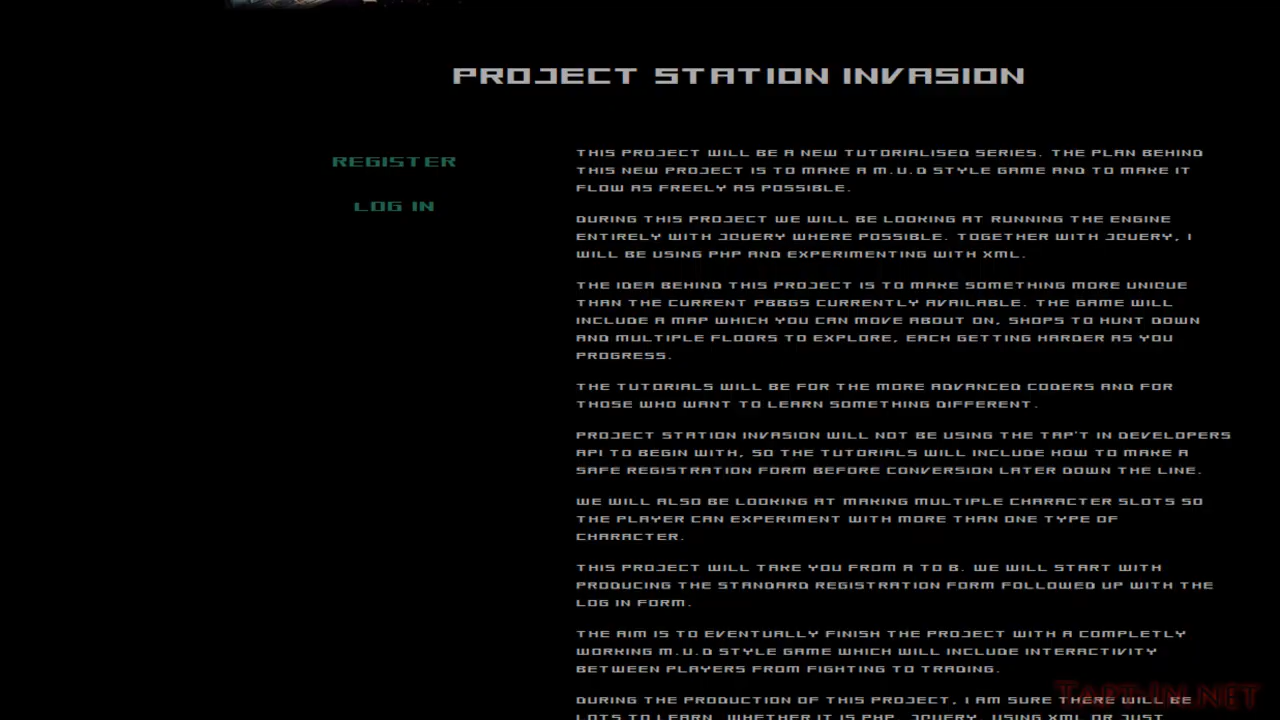 PROJECT STATION INVASION
REGISTER
LOG IN
THIS PROJECT WILL BE A NEW TUTORIALISED SERIES. THE PLAN BEHIND
THIS NEW PROJECT IS TO MAKE A M.U.D STYLE GAME AND TO MAKE IT
FLOW AS FREELY AS POSSIBLE.
DURING THIS PROJECT WE WILL BE LOOKING AT RUNNING THE ENGINE
ENTIRELY WITH JQUERY WHERE POSSIBLE. TOGETHER WITH JQUERY, I
WILL BE USING PHP AND EXPERIMENTING WITH XML.
THE IDEA BEHIND THIS PROJECT IS TO MAKE SOMETHING MORE UNIQUE
THAN THE CURRENT PBBGS CURRENTLY AVAILABLE. THE GAME WILL
INCLUDE A MAP WHICH YOU CAN MOVE ABOUT ON, SHOPS TO HUNT DOWN
AND MULTIPLE FLOORS TO EXPLORE, EACH GETTING HARDER AS YOU
PROGRESS.
THE TUTORIALS WILL BE FOR THE MORE ADVANCED CODERS AND FOR
THOSE WHO WANT TO LEARN SOMETHING DIFFERENT.
PROJECT STATION INVASION WILL NOT BE USING THE TAP'T IN DEVELOPERS
API TO BEGIN WITH, SO THE TUTORIALS WILL INCLUDE HOW TO MAKE A
SAFE REGISTRATION FORM BEFORE CONVERSION LATER DOWN THE LINE.
WE WILL ALSO BE LOOKING AT MAKING MULTIPLE CHARACTER SLOTS SO
THE PLAYER CAN EXPERIMENT WITH MORE THAN ONE TYPE OF
CHARACTER.
THIS PROJECT WILL TAKE YOU FROM A TO B. WE WILL START WITH
PRODUCING THE STANDARD REGISTRATION FORM FOLLOWED UP WITH THE
LOG IN FORM.
THE AIM IS TO EVENTUALLY FINISH THE PROJECT WITH A COMPLETLY
WORKING M.U.D STYLE GAME WHICH WILL INCLUDE INTERACTIVITY
BETWEEN PLAYERS FROM FIGHTING TO TRADING.
DURING THE PRODUCTION OF THIS PROJECT, I AM SURE THERE WILL BE
LOTS TO LEARN, WHETHER IT IS PHP, JQUERY, USING XML OR JUST